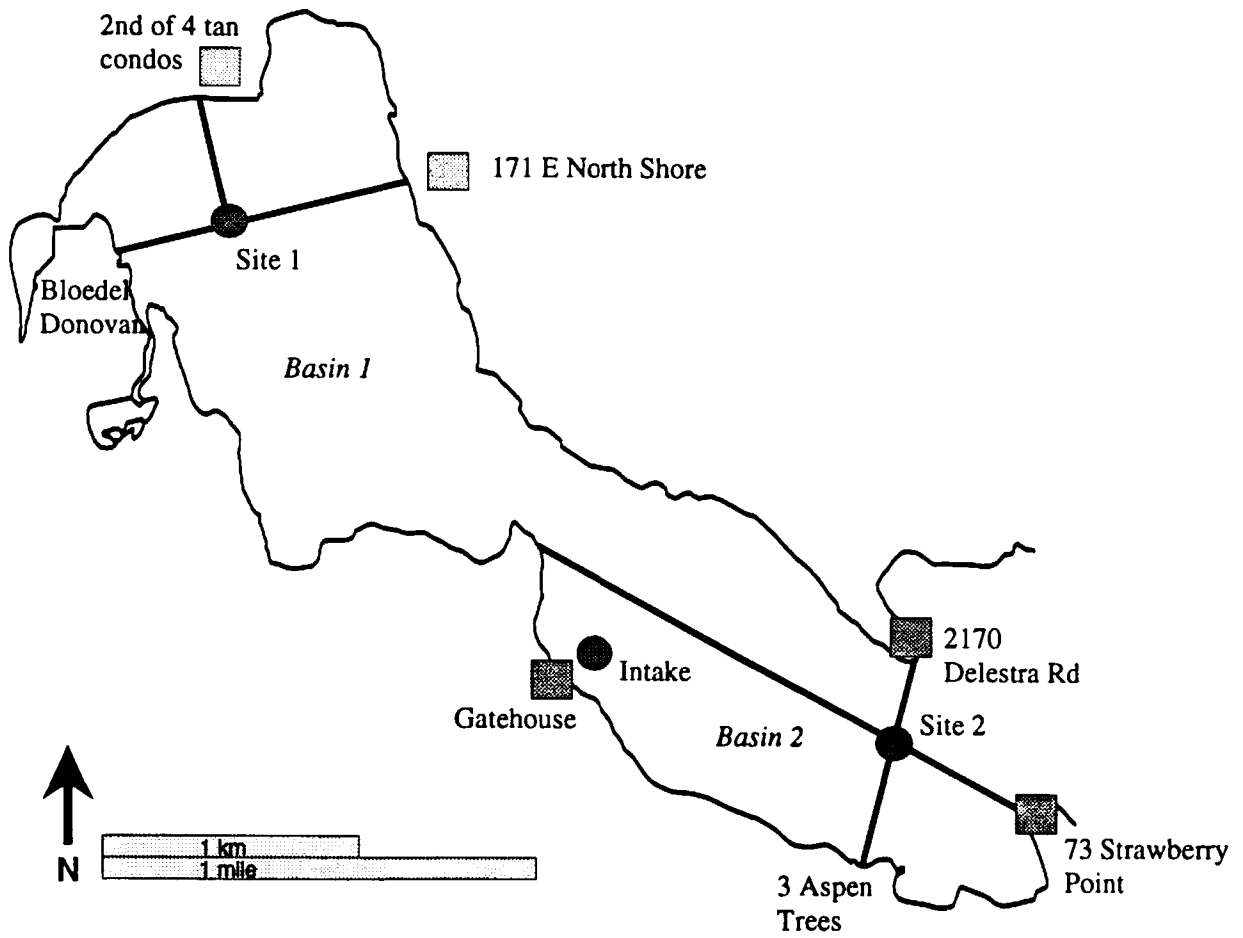 2nd of 4 tan
condos
171 E North Shore
Site 1
Bloedel
Donovan
Basin 1
2170
Delestra Rd
Intake
Gatehouse
Site 2
Basin 2
1 km
1 mile
N
73 Strawberry
Point
3 Aspen
Trees